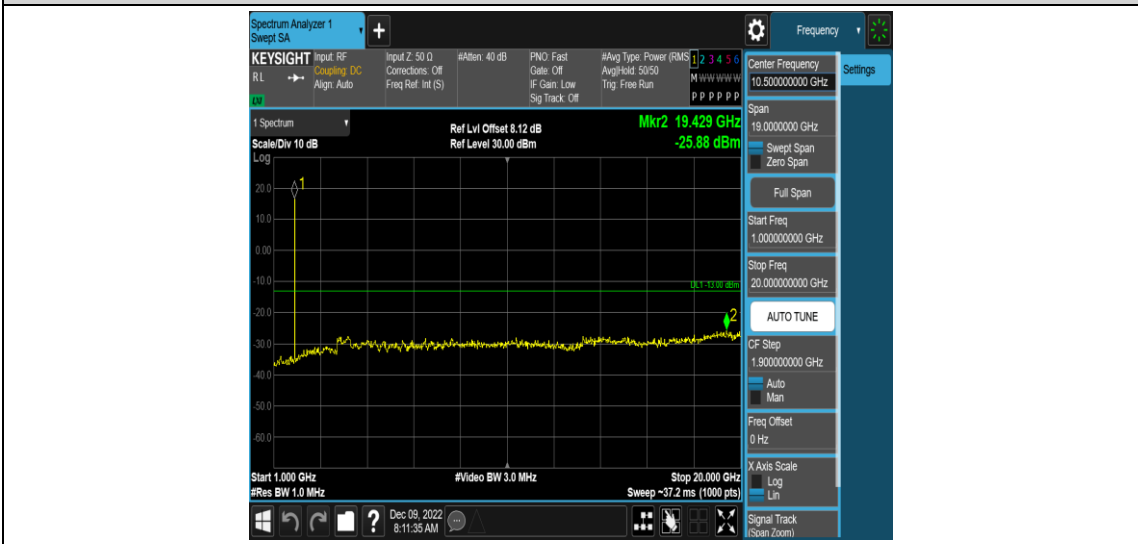 Spectrum Analyzer 1
Swept SA
+
Frequency
KEYSIGHT
RL
LXI
Input: RF
Coupling: DC
Align: Auto
Input Z: 50 Ω
Corrections: Off
Freq Ref: Int (S)
#Atten: 40 dB
PNO: Fast
Gate: Off
IF Gain: Low
Sig Track: Off
#Avg Type: Power (RMS
Avg|Hold: 50/50
Trig: Free Run
1 2 3 4 5 6
M W W W W W
P P P P P P
1 Spectrum
Scale/Div 10 dB
Log
Ref Lvl Offset 8.12 dB
Ref Level 30.00 dBm
Mkr2 19.429 GHz
-25.88 dBm
20.0
10.0
0.00
-10.0
-20.0
-30.0
-40.0
-50.0
-60.0
1
DL1 -13.00 dBm
2
Start 1.000 GHz
#Res BW 1.0 MHz
#Video BW 3.0 MHz
Stop 20.000 GHz
Sweep ~37.2 ms (1000 pts)
?
Dec 09, 2022
8:11:35 AM
Center Frequency
10.500000000 GHz
Settings
Span
19.0000000 GHz
Swept Span
Zero Span
Full Span
Start Freq
1.000000000 GHz
Stop Freq
20.000000000 GHz
AUTO TUNE
CF Step
1.900000000 GHz
Auto
Man
Freq Offset
0 Hz
X Axis Scale
Log
Lin
Signal Track
(Span Zoom)